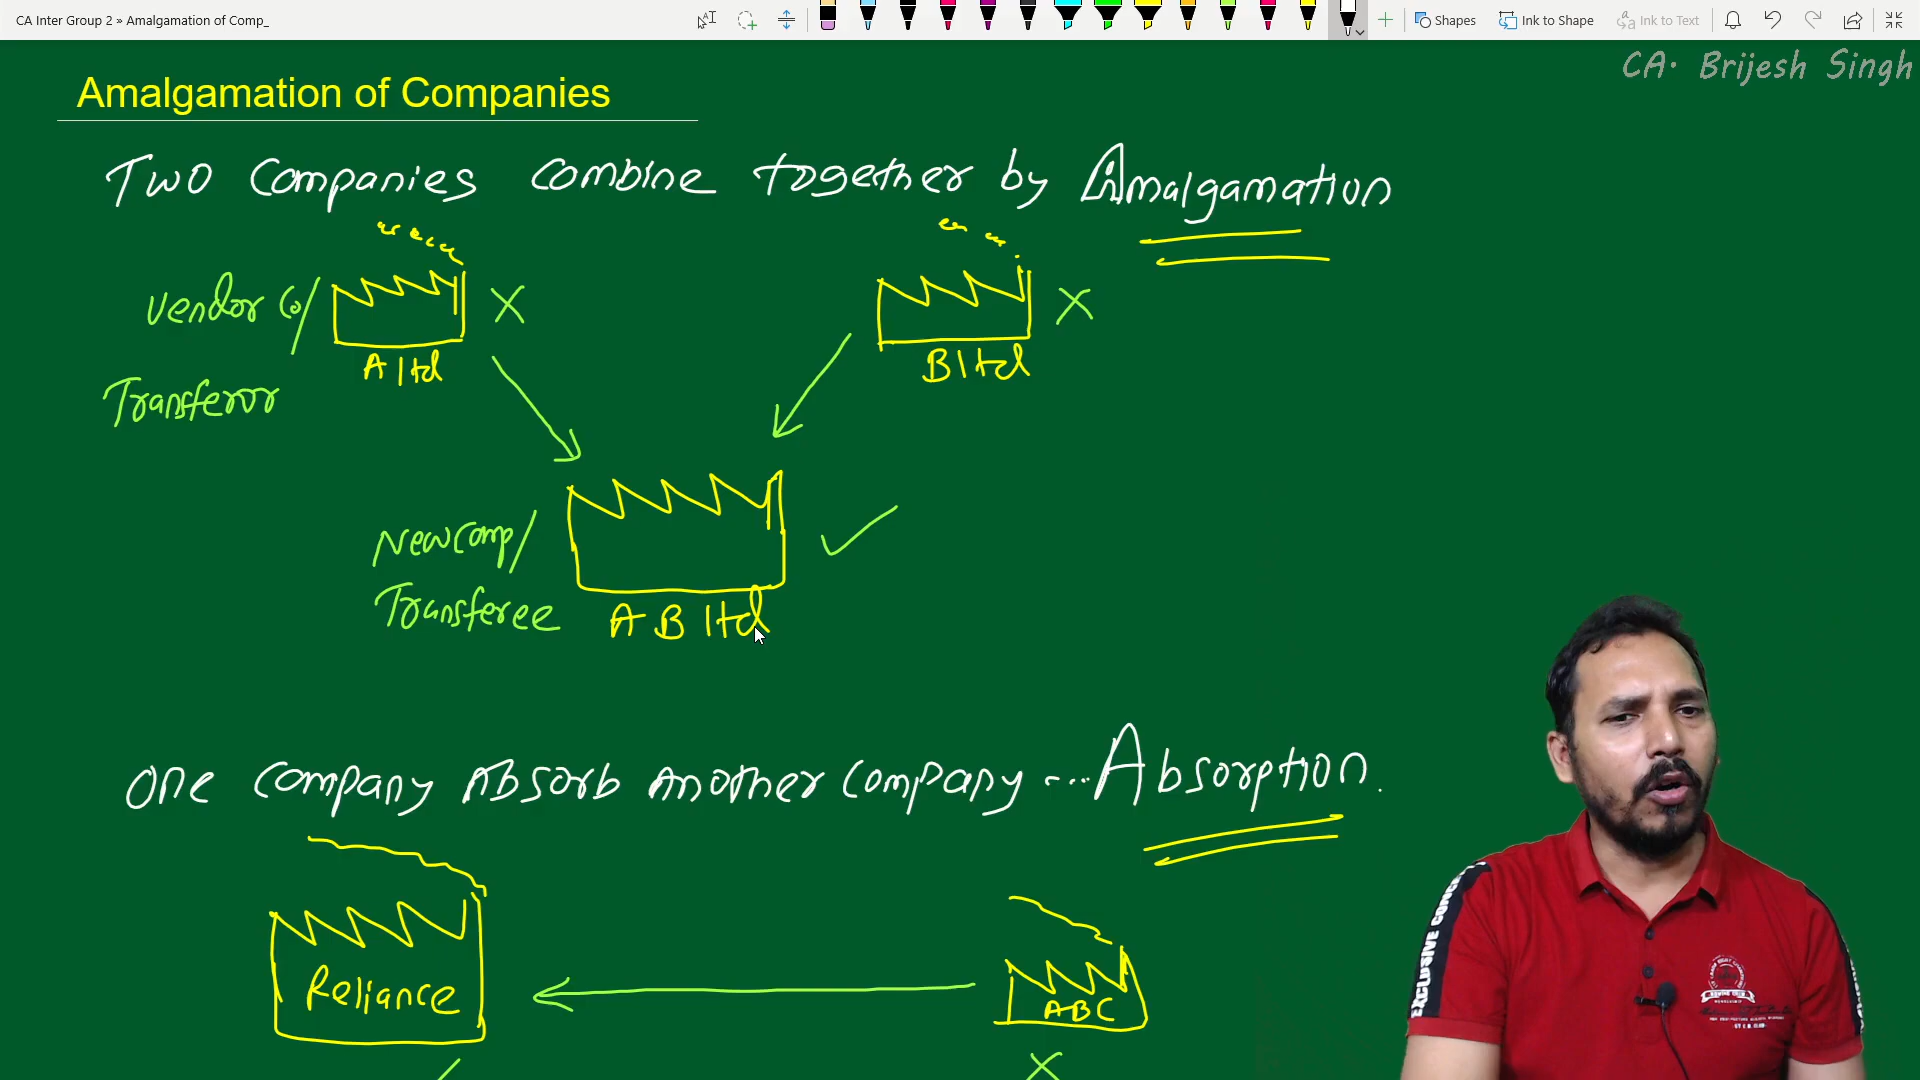 CA Inter Group 2 » Amalgamation of Comp_
Shapes
Ink to Shape
Ink to Text
CA. Brijesh Singh
Amalgamation of Companies
Two Companies combine together by Amalgamation
Vendor Co/
Transferor
A ltd
X
B ltd
X
New comp/
Transferee
A B ltd
One Company Absorb Another Company ... Absorption.
Reliance
ABC
X
EXCLUSIVE CONCE